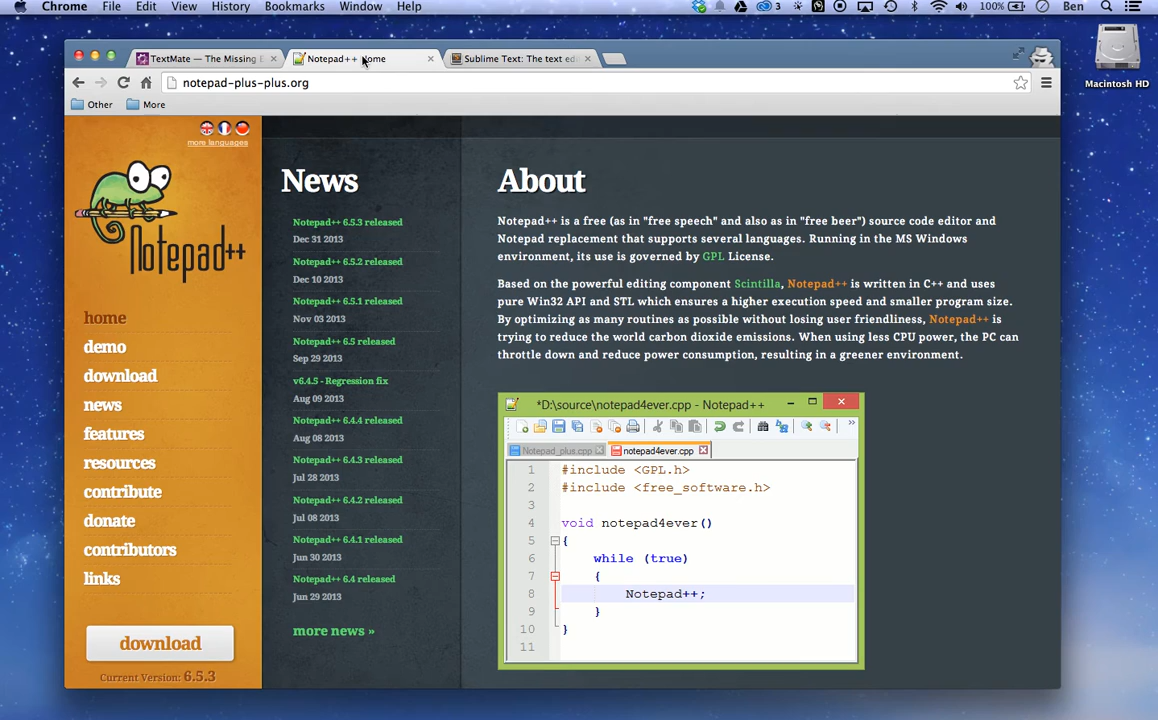 Chrome File Edit View History Bookmarks Window Help 3 100% Ben
TextMate — The Missing E Notepad++ Home Sublime Text: The text edi
notepad-plus-plus.org
Other More
Macintosh HD
more languages
Notepad++
home
demo
download
news
features
resources
contribute
donate
contributors
links
download
Current Version: 6.5.3
News
Notepad++ 6.5.3 released
Dec 31 2013
Notepad++ 6.5.2 released
Dec 10 2013
Notepad++ 6.5.1 released
Nov 03 2013
Notepad++ 6.5 released
Sep 29 2013
v6.4.5 - Regression fix
Aug 09 2013
Notepad++ 6.4.4 released
Aug 08 2013
Notepad++ 6.4.3 released
Jul 28 2013
Notepad++ 6.4.2 released
Jul 08 2013
Notepad++ 6.4.1 released
Jun 30 2013
Notepad++ 6.4 released
Jun 29 2013
more news »
About
Notepad++ is a free (as in "free speech" and also as in "free beer") source code editor and
Notepad replacement that supports several languages. Running in the MS Windows
environment, its use is governed by GPL License.
Based on the powerful editing component Scintilla, Notepad++ is written in C++ and uses
pure Win32 API and STL which ensures a higher execution speed and smaller program size.
By optimizing as many routines as possible without losing user friendliness, Notepad++ is
trying to reduce the world carbon dioxide emissions. When using less CPU power, the PC can
throttle down and reduce power consumption, resulting in a greener environment.
*D:\source\notepad4ever.cpp - Notepad++
Notepad_plus.cpp notepad4ever.cpp
1 #include <GPL.h>
2 #include <free_software.h>
3
4 void notepad4ever()
5 {
6 while (true)
7 {
8 Notepad++;
9 }
10 }
11